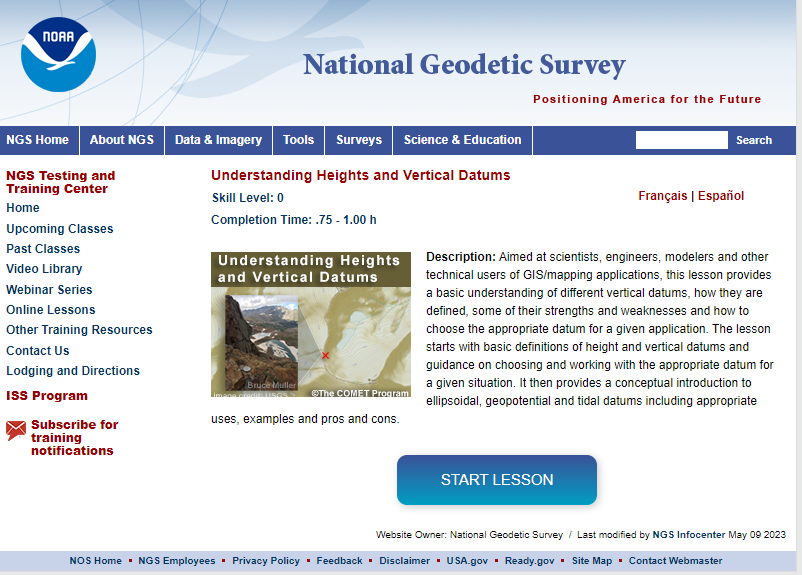 NOAA
National Geodetic Survey
Positioning America for the Future
NGS Home
About NGS
Data & Imagery
Tools
Surveys
Science & Education
Search
NGS Testing and
Training Center
Home
Upcoming Classes
Past Classes
Video Library
Webinar Series
Online Lessons
Other Training Resources
Contact Us
Lodging and Directions
ISS Program
Subscribe for
training
notifications
Understanding Heights and Vertical Datums
Skill Level: 0
Completion Time: .75 - 1.00 h
Français | Español
Understanding Heights
and Vertical Datums
Bruce Muller
image credit: USGS
©The COMET Program
Description: Aimed at scientists, engineers, modelers and other
technical users of GIS/mapping applications, this lesson provides
a basic understanding of different vertical datums, how they are
defined, some of their strengths and weaknesses and how to
choose the appropriate datum for a given application. The lesson
starts with basic definitions of height and vertical datums and
guidance on choosing and working with the appropriate datum for
a given situation. It then provides a conceptual introduction to
ellipsoidal, geopotential and tidal datums including appropriate
uses, examples and pros and cons.
START LESSON
Website Owner: National Geodetic Survey / Last modified by NGS Infocenter May 09 2023
NOS Home ▪ NGS Employees ▪ Privacy Policy ▪ Feedback ▪ Disclaimer ▪ USA.gov ▪ Ready.gov ▪ Site Map ▪ Contact Webmaster